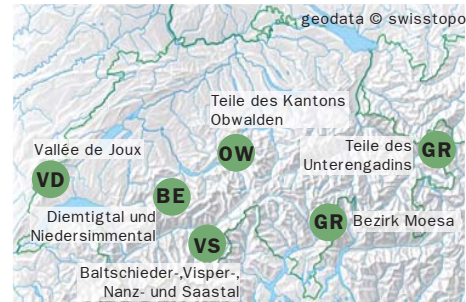 geodata © swisstopo
Teile des Kantons
Obwalden
Vallée de Joux
OW
Teile des
Unterengadins
GR
VD
BE
Diemtigtal und
Niedersimmental
GR
Bezirk Moesa
VS
Baltschieder-,Visper-,
Nanz- und Saastal